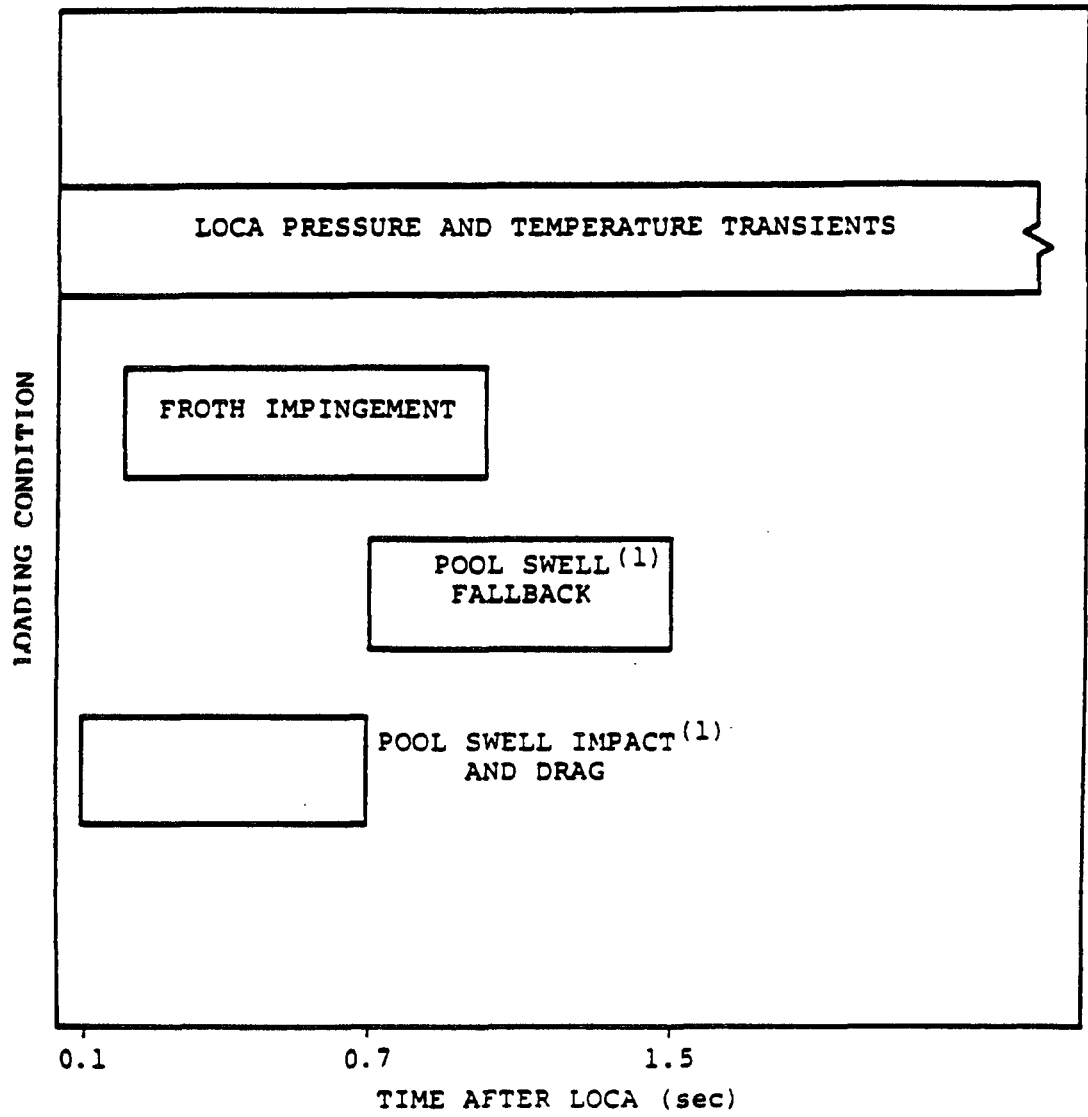 LOCA PRESSURE AND TEMPERATURE TRANSIENTS
FROTH IMPINGEMENT
POOL SWELL (1)
FALLBACK
POOL SWELL IMPACT (1)
AND DRAG
LOADING CONDITION
0.1 0.7 1.5
TIME AFTER LOCA (sec)